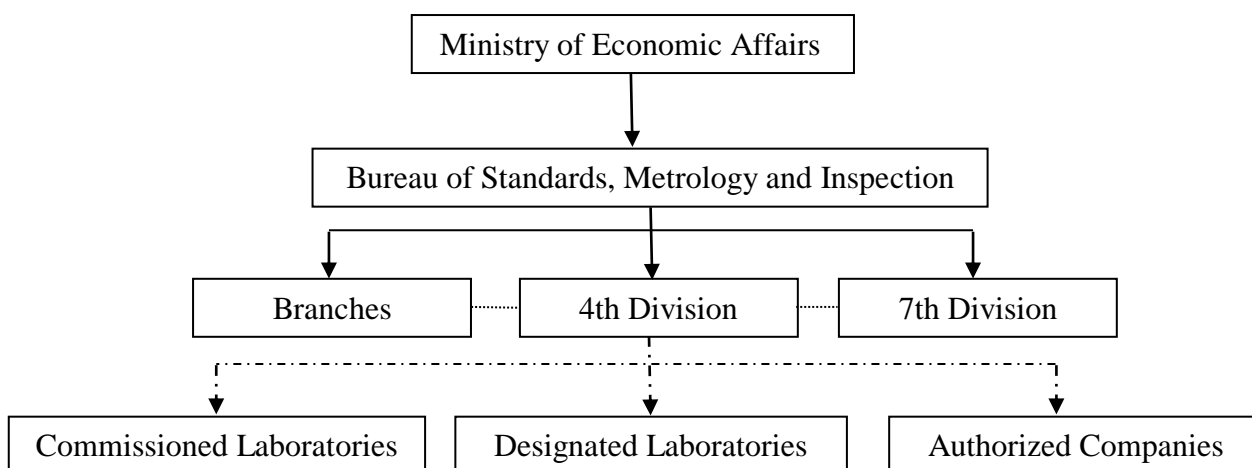 Ministry of Economic Affairs
Bureau of Standards, Metrology and Inspection
Branches
4th Division
7th Division
Commissioned Laboratories
Designated Laboratories
Authorized Companies